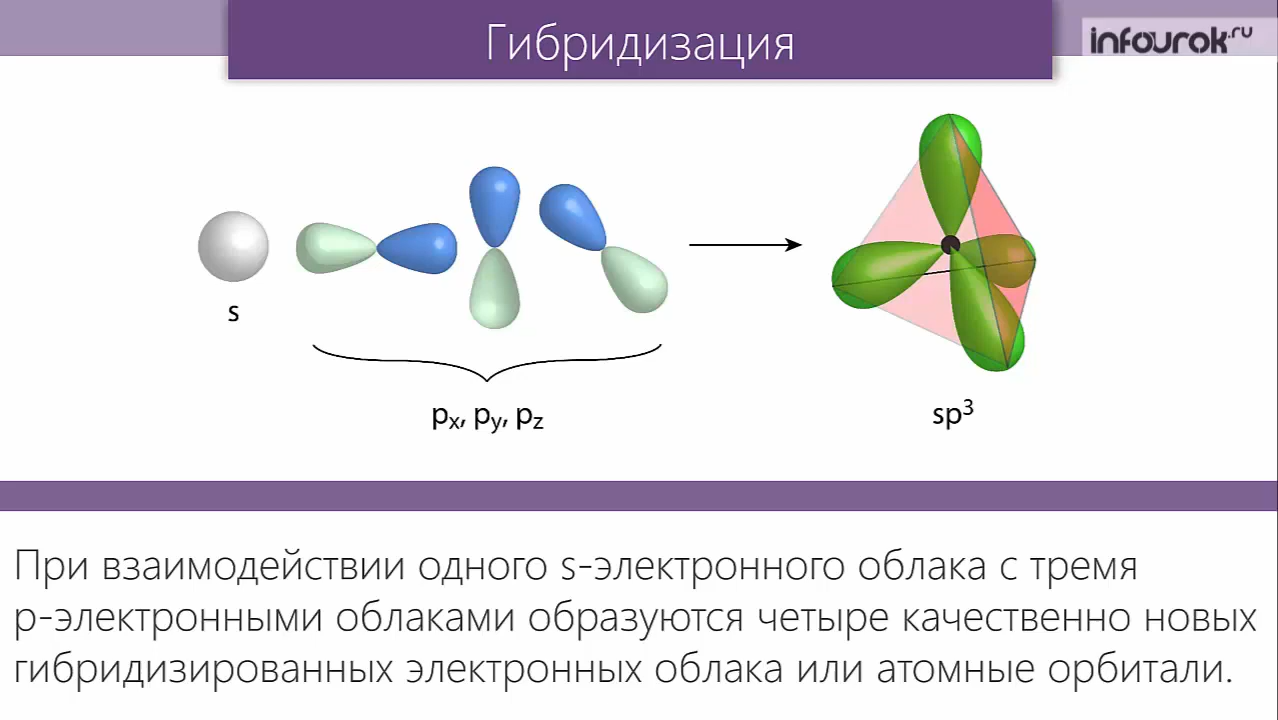 Гибридизация
infourok.ru
s
px, py, pz
sp³
При взаимодействии одного s-электронного облака с тремя
р-электронными облаками образуются четыре качественно новых
гибридизированных электронных облака или атомные орбитали.